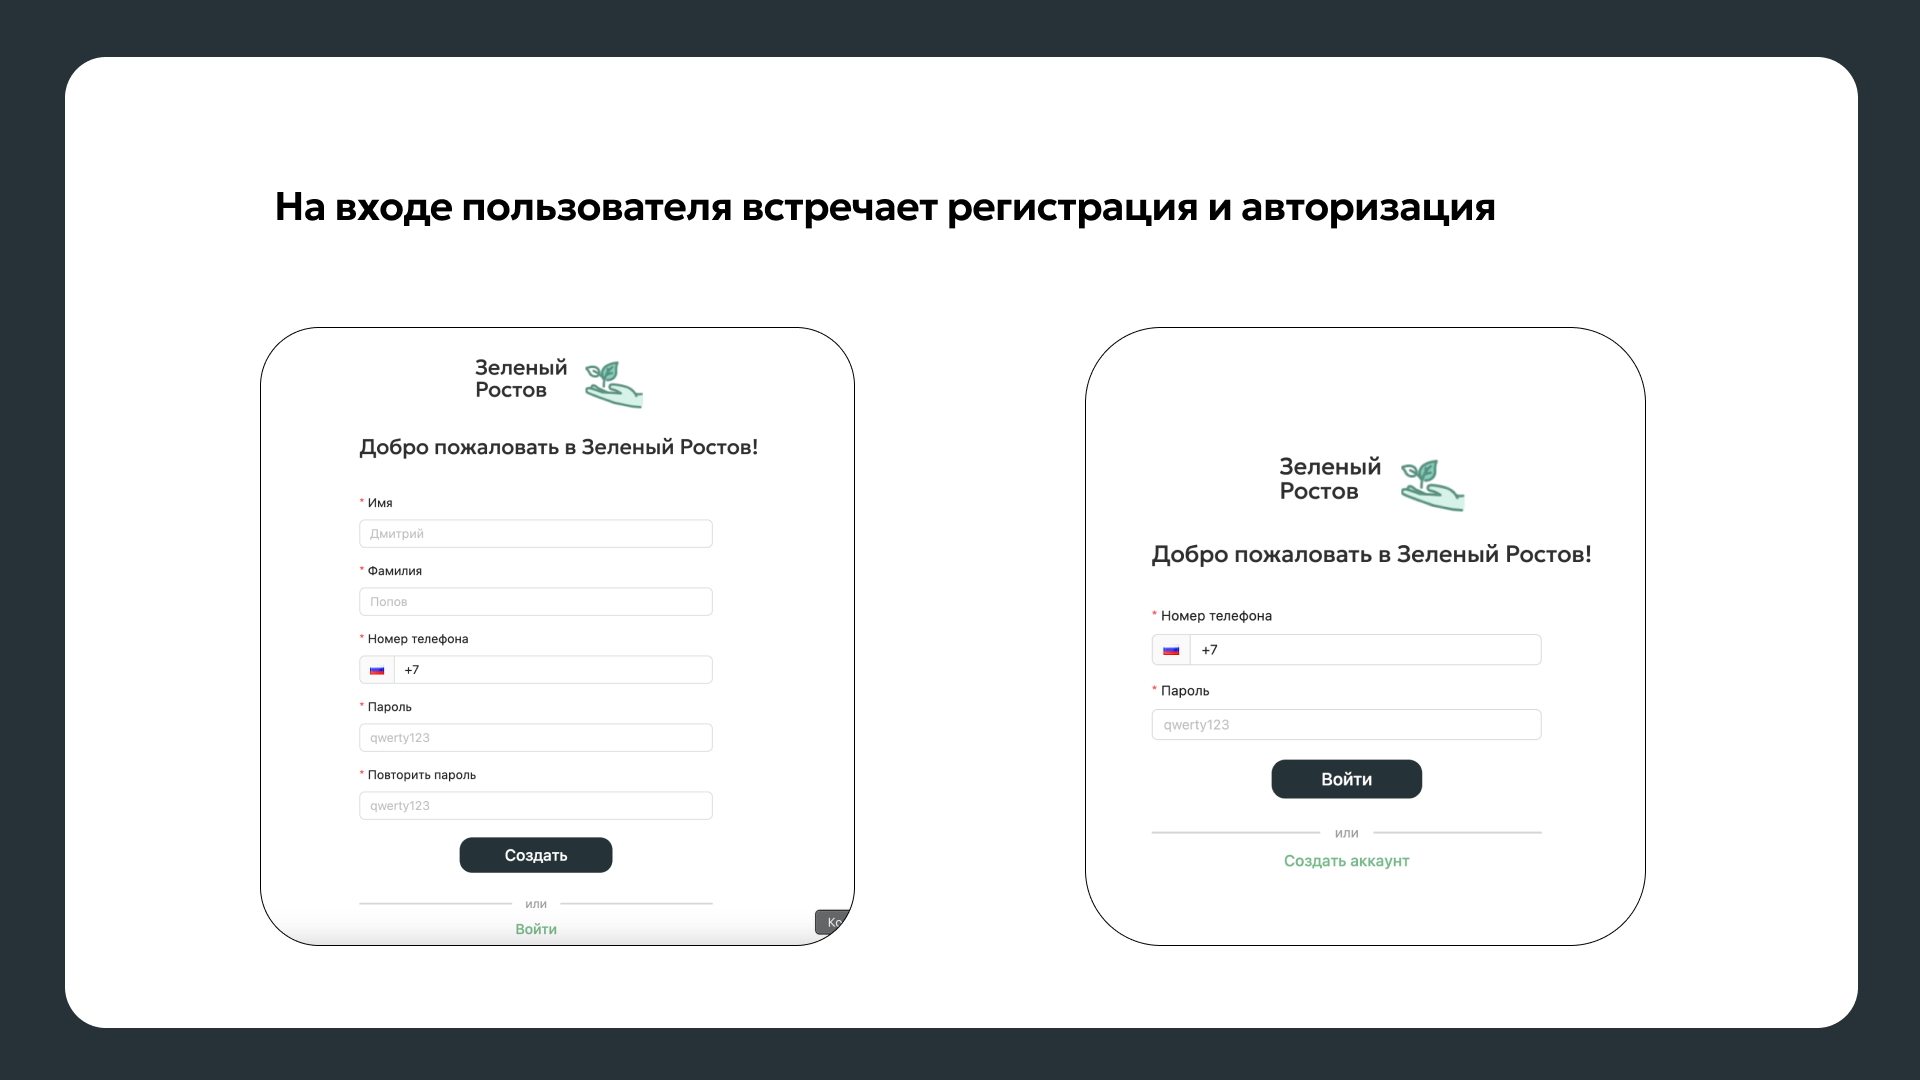 На входе пользователя встречает регистрация и авторизация
Зеленый
Ростов
Добро пожаловать в Зеленый Ростов!
* Имя
Дмитрий
* Фамилия
Попов
* Номер телефона
+7
* Пароль
qwerty123
* Повторить пароль
qwerty123
Создать
или
Войти
Зеленый
Ростов
Добро пожаловать в Зеленый Ростов!
* Номер телефона
+7
* Пароль
qwerty123
Войти
или
Создать аккаунт